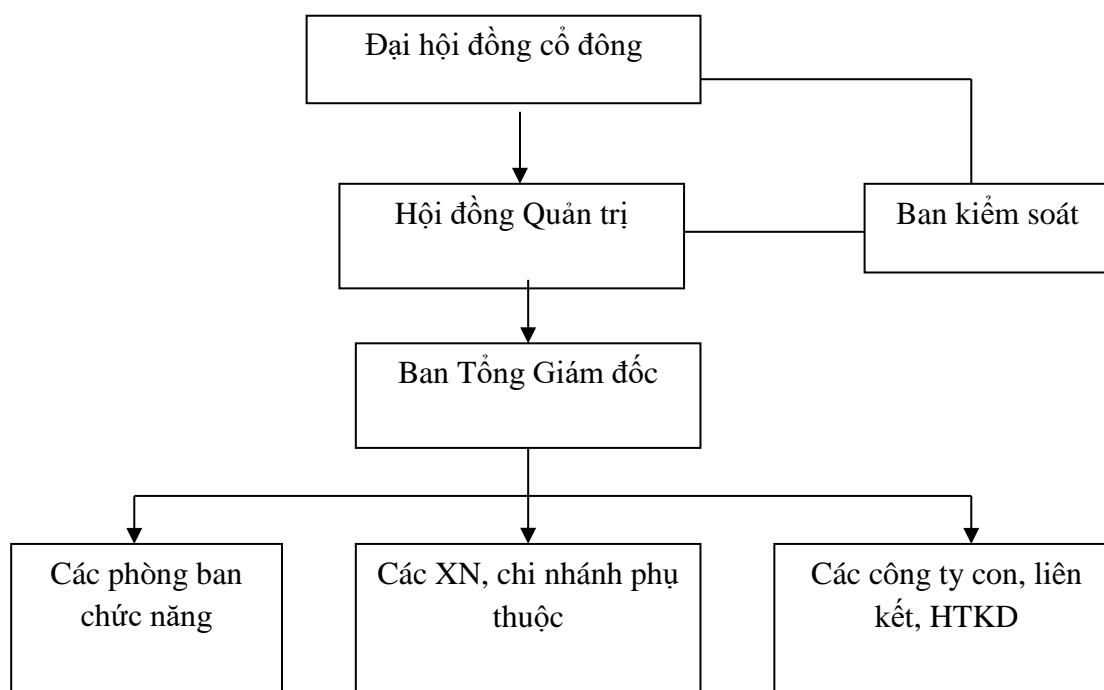 Đại hội đồng cổ đông
Hội đồng Quản trị
Ban kiểm soát
Ban Tổng Giám đốc
Các phòng ban
chức năng
Các XN, chi nhánh phụ
thuộc
Các công ty con, liên
kết, HTKD